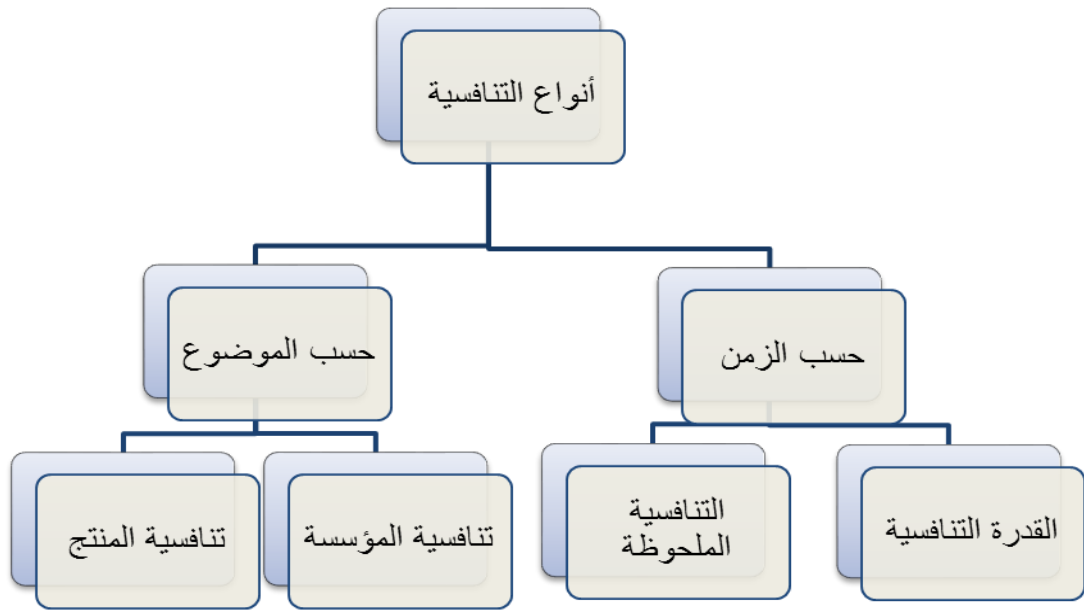 أنواع التنافسية
حسب الزمن
حسب الموضوع
القدرة التنافسية
التنافسية
الملحوظة
تنافسية المؤسسة
تنافسية المنتج